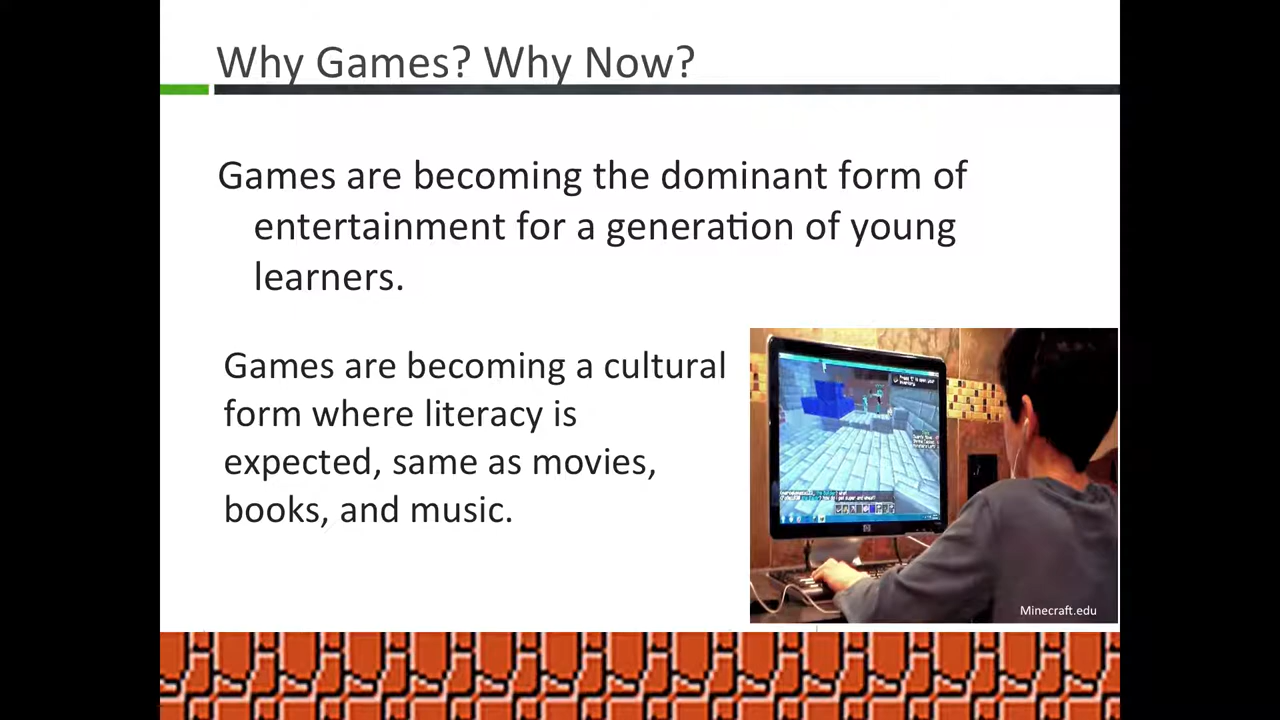 Why Games? Why Now?
Games are becoming the dominant form of
entertainment for a generation of young
learners.
Games are becoming a cultural
form where literacy is
expected, same as movies,
books, and music.
Minecraft.edu